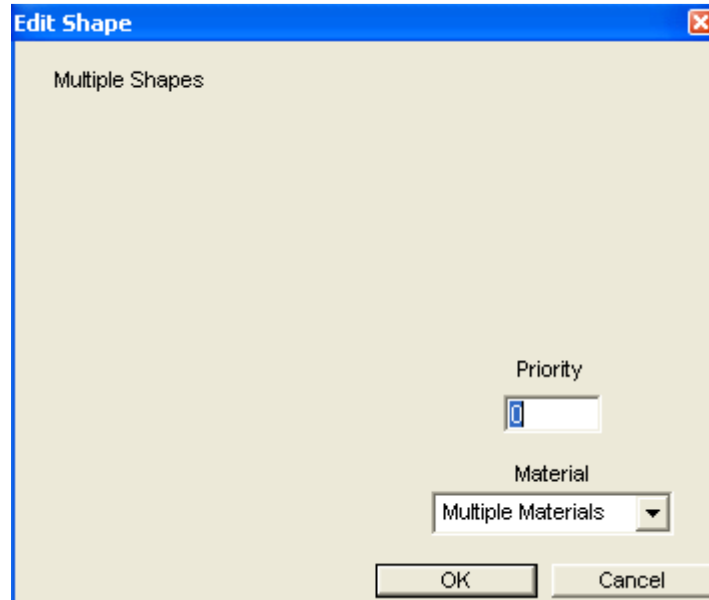 Edit Shape
Multiple Shapes
Priority
0
Material
Multiple Materials
OK
Cancel